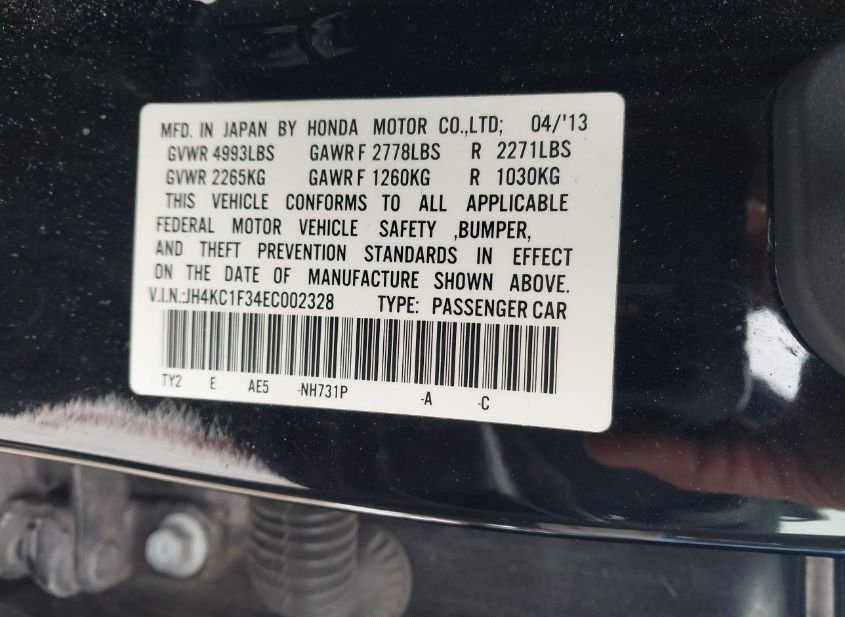 MFD. IN JAPAN BY HONDA MOTOR CO.,LTD; 04/'13
GVWR 4993LBS GAWR F 2778LBS R 2271LBS
GVWR 2265KG GAWR F 1260KG R 1030KG
THIS VEHICLE CONFORMS TO ALL APPLICABLE
FEDERAL MOTOR VEHICLE SAFETY ,BUMPER,
AND THEFT PREVENTION STANDARDS IN EFFECT
ON THE DATE OF MANUFACTURE SHOWN ABOVE.
V.I.N.:JH4KC1F34EC002328 TYPE: PASSENGER CAR
TY2 E AE5 -NH731P -A -C